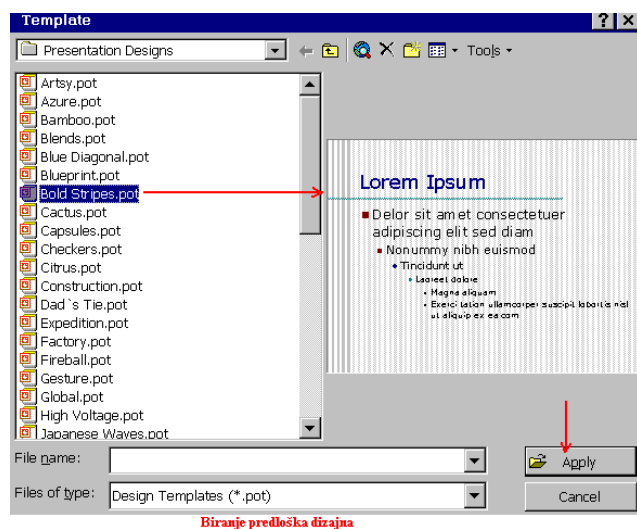 Template
Presentation Designs
Tools
Artsy.pot
Azure.pot
Bamboo.pot
Blends.pot
Blue Diagonal.pot
Blueprint.pot
Bold Stripes.pot
Cactus.pot
Capsules.pot
Checkers.pot
Citrus.pot
Construction.pot
Dad`s Tie.pot
Expedition.pot
Factory.pot
Fireball.pot
Gesture.pot
Global.pot
High Voltage.pot
Japanese Waves.pot
Lorem Ipsum
Delor sit amet consectetuer
adipiscing elit sed diam
Nonummy nibh euismod
Tincidunt ut
Laoreet dolore
Magna aliquam
Exerci tation ullamcorper suscipit lobortis nisl
ut aliquip ex ea com
File name:
Apply
Files of type: Design Templates (*.pot)
Cancel
Biranje predloška dizajna